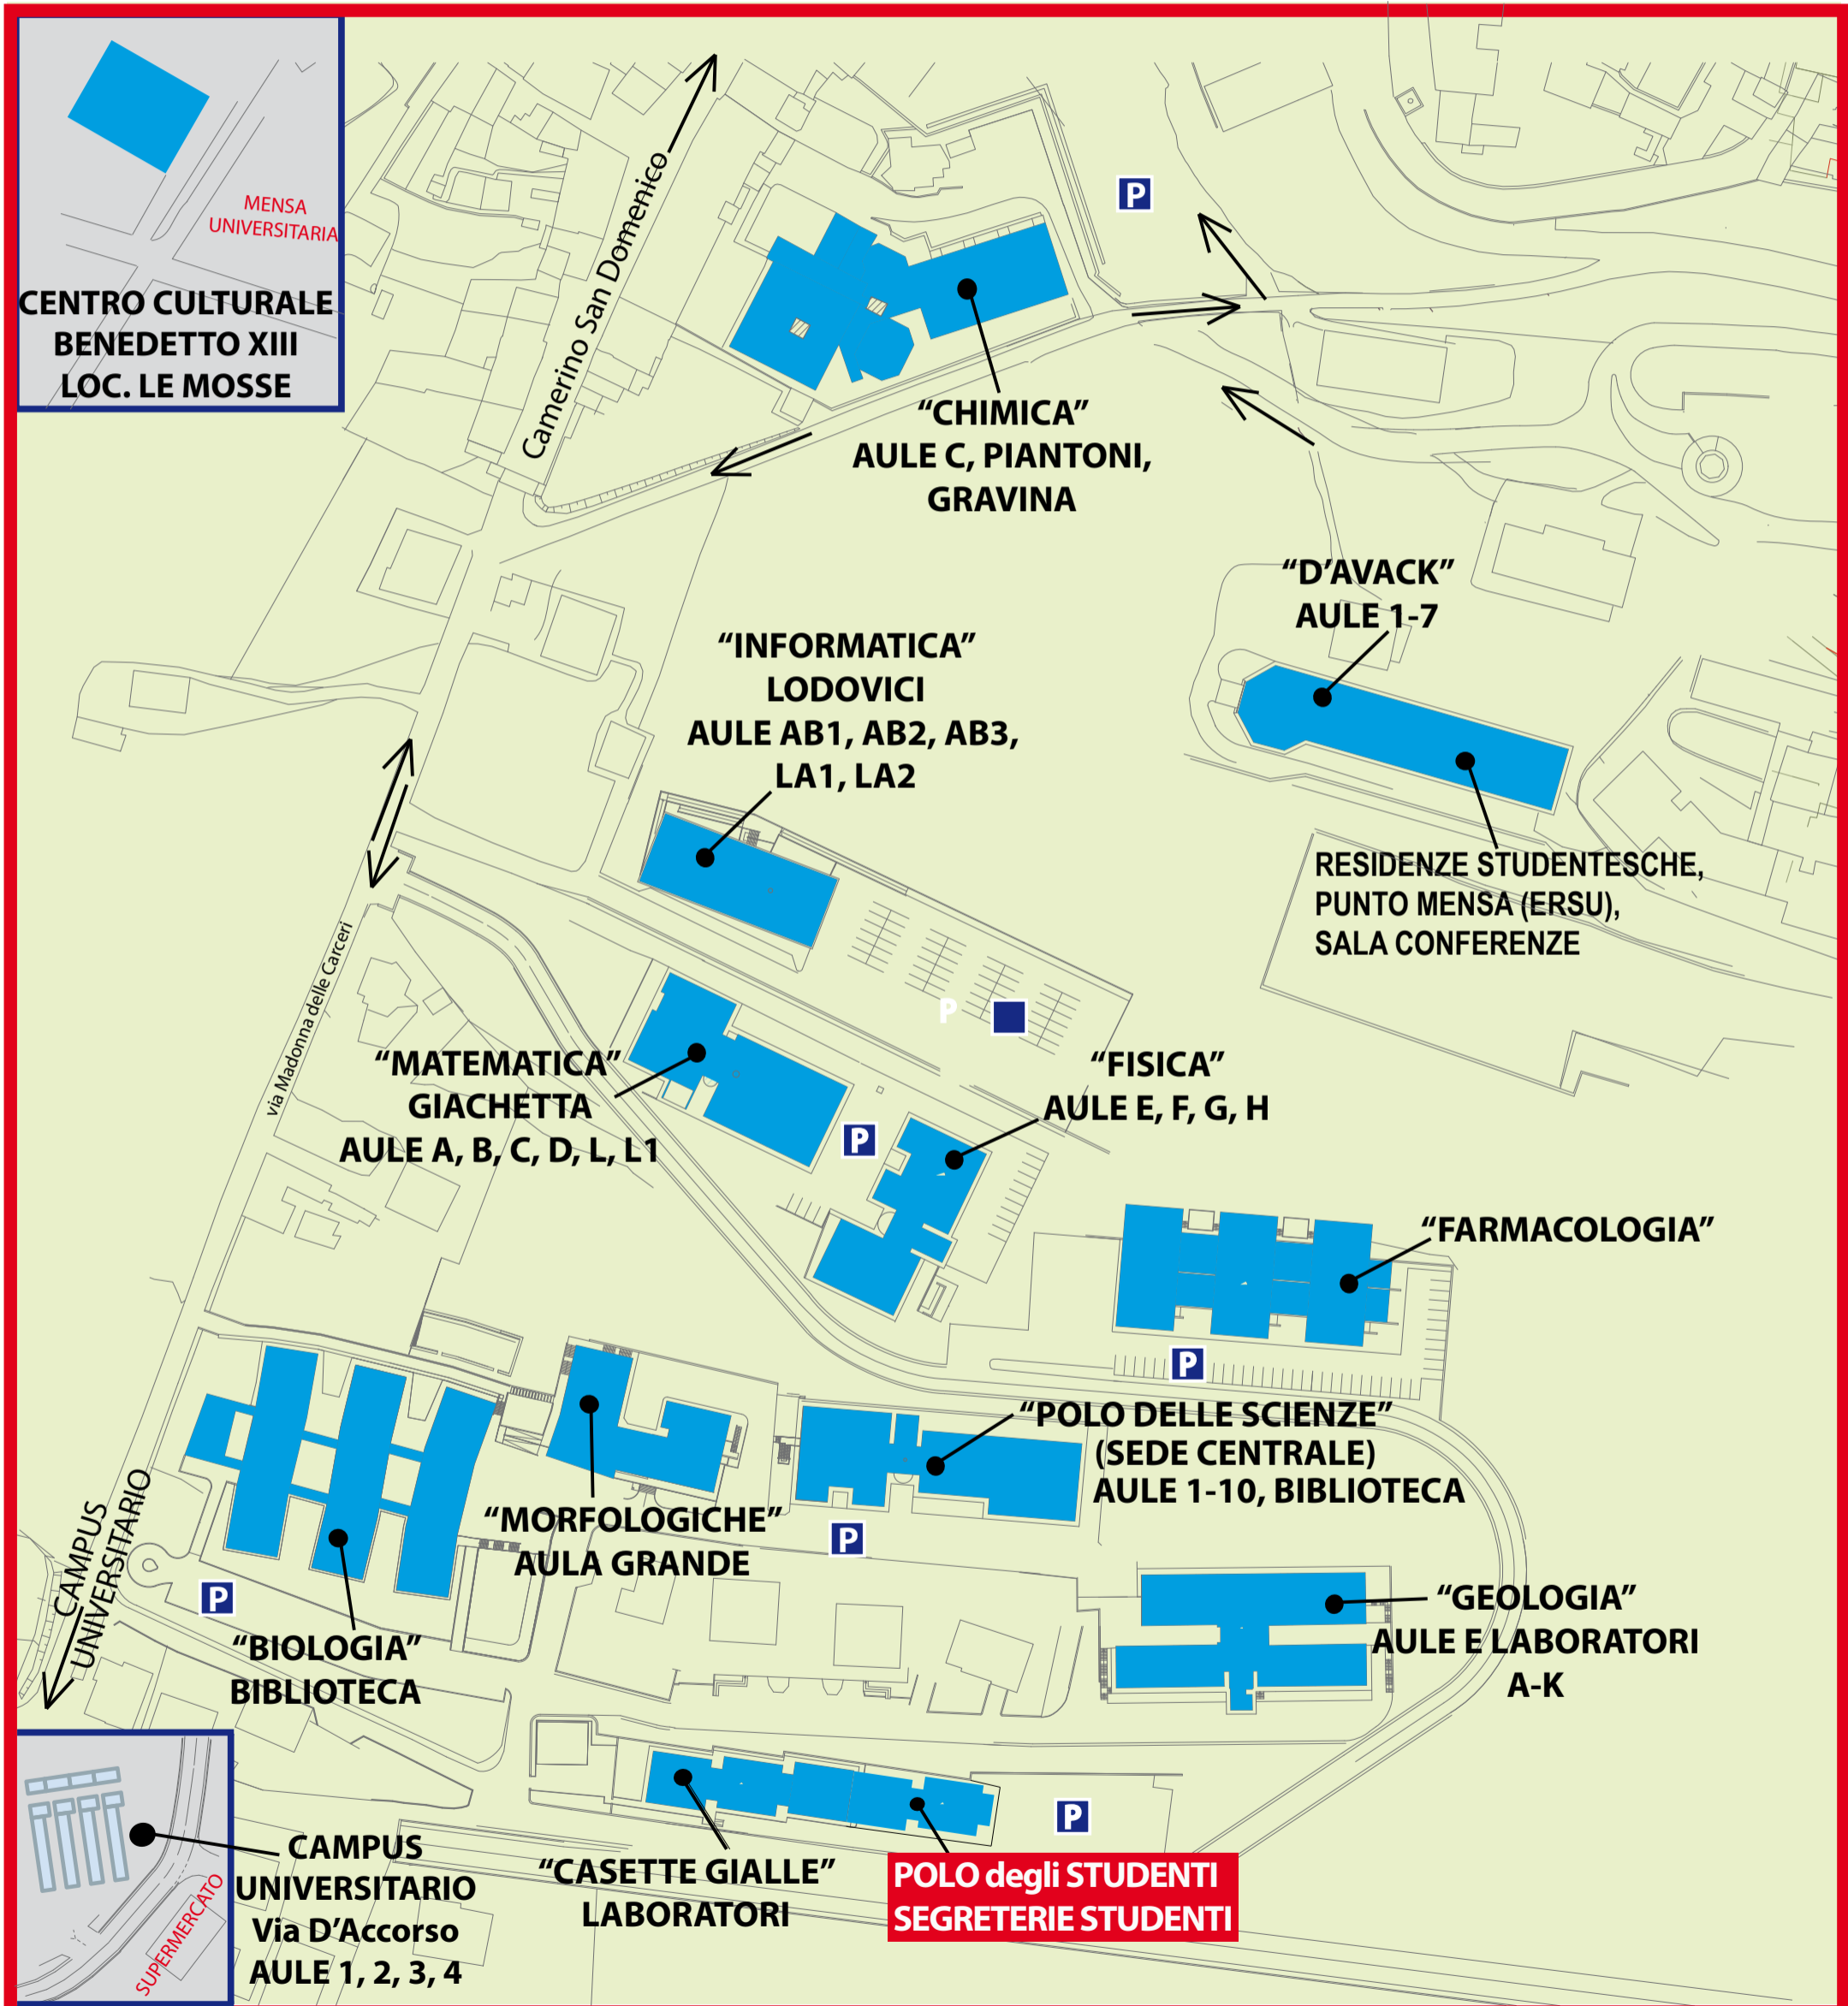 MENSA
UNIVERSITARIA
CENTRO CULTURALE
BENEDETTO XIII
LOC. LE MOSSE
Camerino San Domenico
P
“CHIMICA”
AULE C, PIANTONI,
GRAVINA
“D’AVACK”
AULE 1-7
“INFORMATICA”
LODOVICI
AULE AB1, AB2, AB3,
LA1, LA2
RESIDENZE STUDENTESCHE,
PUNTO MENSA (ERSU),
SALA CONFERENZE
via Madonna delle Carceri
P
“MATEMATICA”
GIACHETTA
AULE A, B, C, D, L, L1
“FISICA”
AULE E, F, G, H
P
“FARMACOLOGIA”
P
“POLO DELLE SCIENZE”
(SEDE CENTRALE)
AULE 1-10, BIBLIOTECA
“MORFOLOGICHE”
AULA GRANDE
P
CAMPUS
UNIVERSITARIO
P
“BIOLOGIA”
BIBLIOTECA
“GEOLOGIA”
AULE E LABORATORI
A-K
P
CAMPUS
UNIVERSITARIO
Via D’Accorso
AULE 1, 2, 3, 4
SUPERMERCATO
“CASETTE GIALLE”
LABORATORI
POLO degli STUDENTI
SEGRETERIE STUDENTI